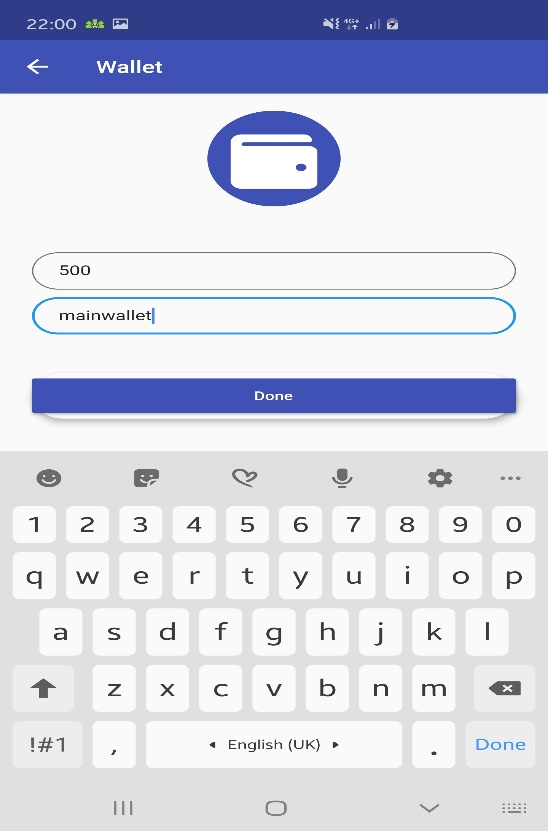 22:00 4G+
Wallet
500
mainwallet
Done
1 2 3 4 5 6 7 8 9 0
q w e r t y u i o p
a s d f g h j k l
z x c v b n m
!#1 , English (UK) . Done